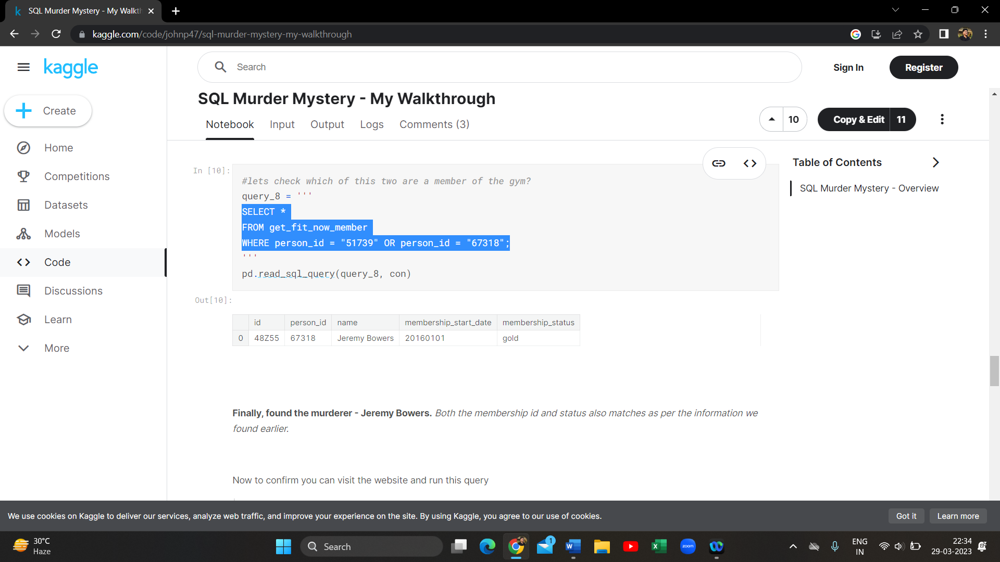 SQL Murder Mystery - My Walkth
kaggle.com/code/johnp47/sql-murder-mystery-my-walkthrough
kaggle
Search
Sign In
Register
Create
Home
Competitions
Datasets
Models
Code
Discussions
Learn
More
SQL Murder Mystery - My Walkthrough
Notebook Input Output Logs Comments (3)
10
Copy & Edit 11
Table of Contents
SQL Murder Mystery - Overview
In [10]:
#lets check which of this two are a member of the gym?
query_8 = '''
SELECT *
FROM get_fit_now_member
WHERE person_id = "51739" OR person_id = "67318";
'''
pd.read_sql_query(query_8, con)
Out[10]:
id person_id name membership_start_date membership_status
0 48Z55 67318 Jeremy Bowers 20160101 gold
Finally, found the murderer - Jeremy Bowers. Both the membership id and status also matches as per the information we
found earlier.
Now to confirm you can visit the website and run this query
We use cookies on Kaggle to deliver our services, analyze web traffic, and improve your experience on the site. By using Kaggle, you agree to our use of cookies.
Got it
Learn more
30°C
Haze
Search
1
zoom
ENG
IN
22:34
29-03-2023